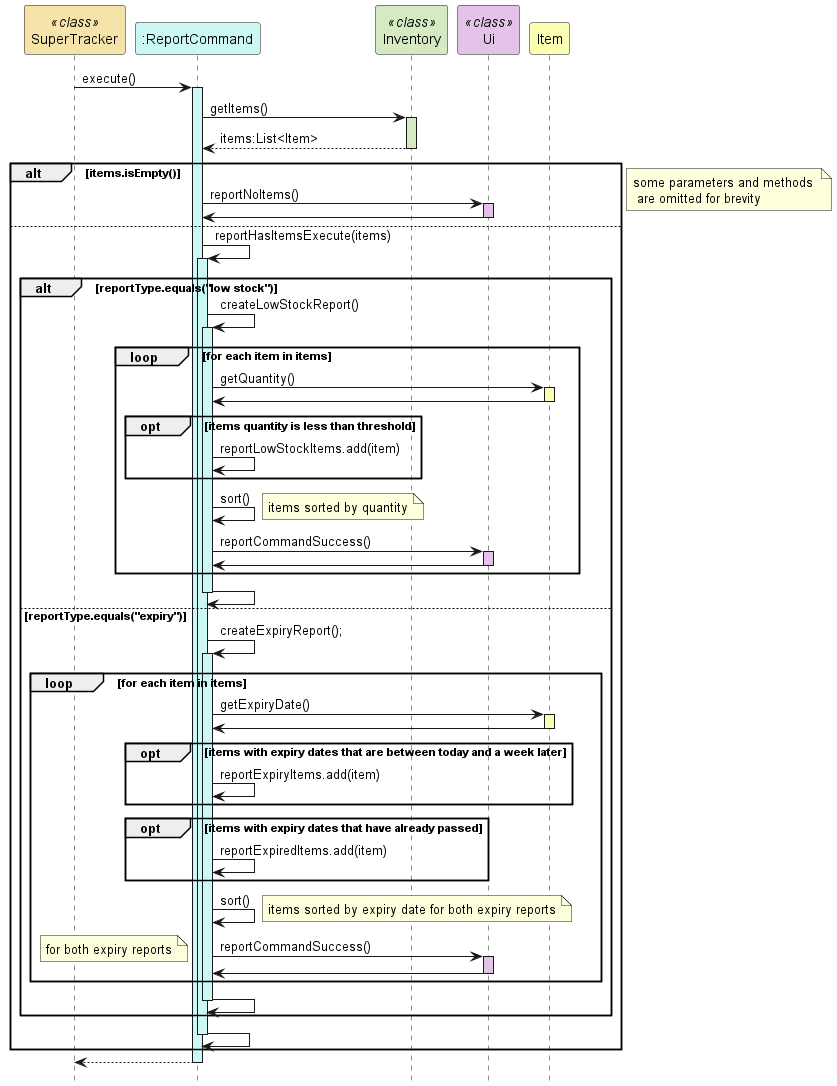 «class»
SuperTracker
:ReportCommand
«class»
Inventory
«class»
Ui
Item
execute()
getItems()
items:List<Item>
alt [items.isEmpty()]
some parameters and methods
are omitted for brevity
reportNoItems()
reportHasItemsExecute(items)
alt [reportType.equals("low stock")]
createLowStockReport()
loop [for each item in items]
getQuantity()
opt [items quantity is less than threshold]
reportLowStockItems.add(item)
sort()
items sorted by quantity
reportCommandSuccess()
[reportType.equals("expiry")]
createExpiryReport();
loop [for each item in items]
getExpiryDate()
opt [items with expiry dates that are between today and a week later]
reportExpiryItems.add(item)
opt [items with expiry dates that have already passed]
reportExpiredItems.add(item)
sort()
items sorted by expiry date for both expiry reports
for both expiry reports
reportCommandSuccess()